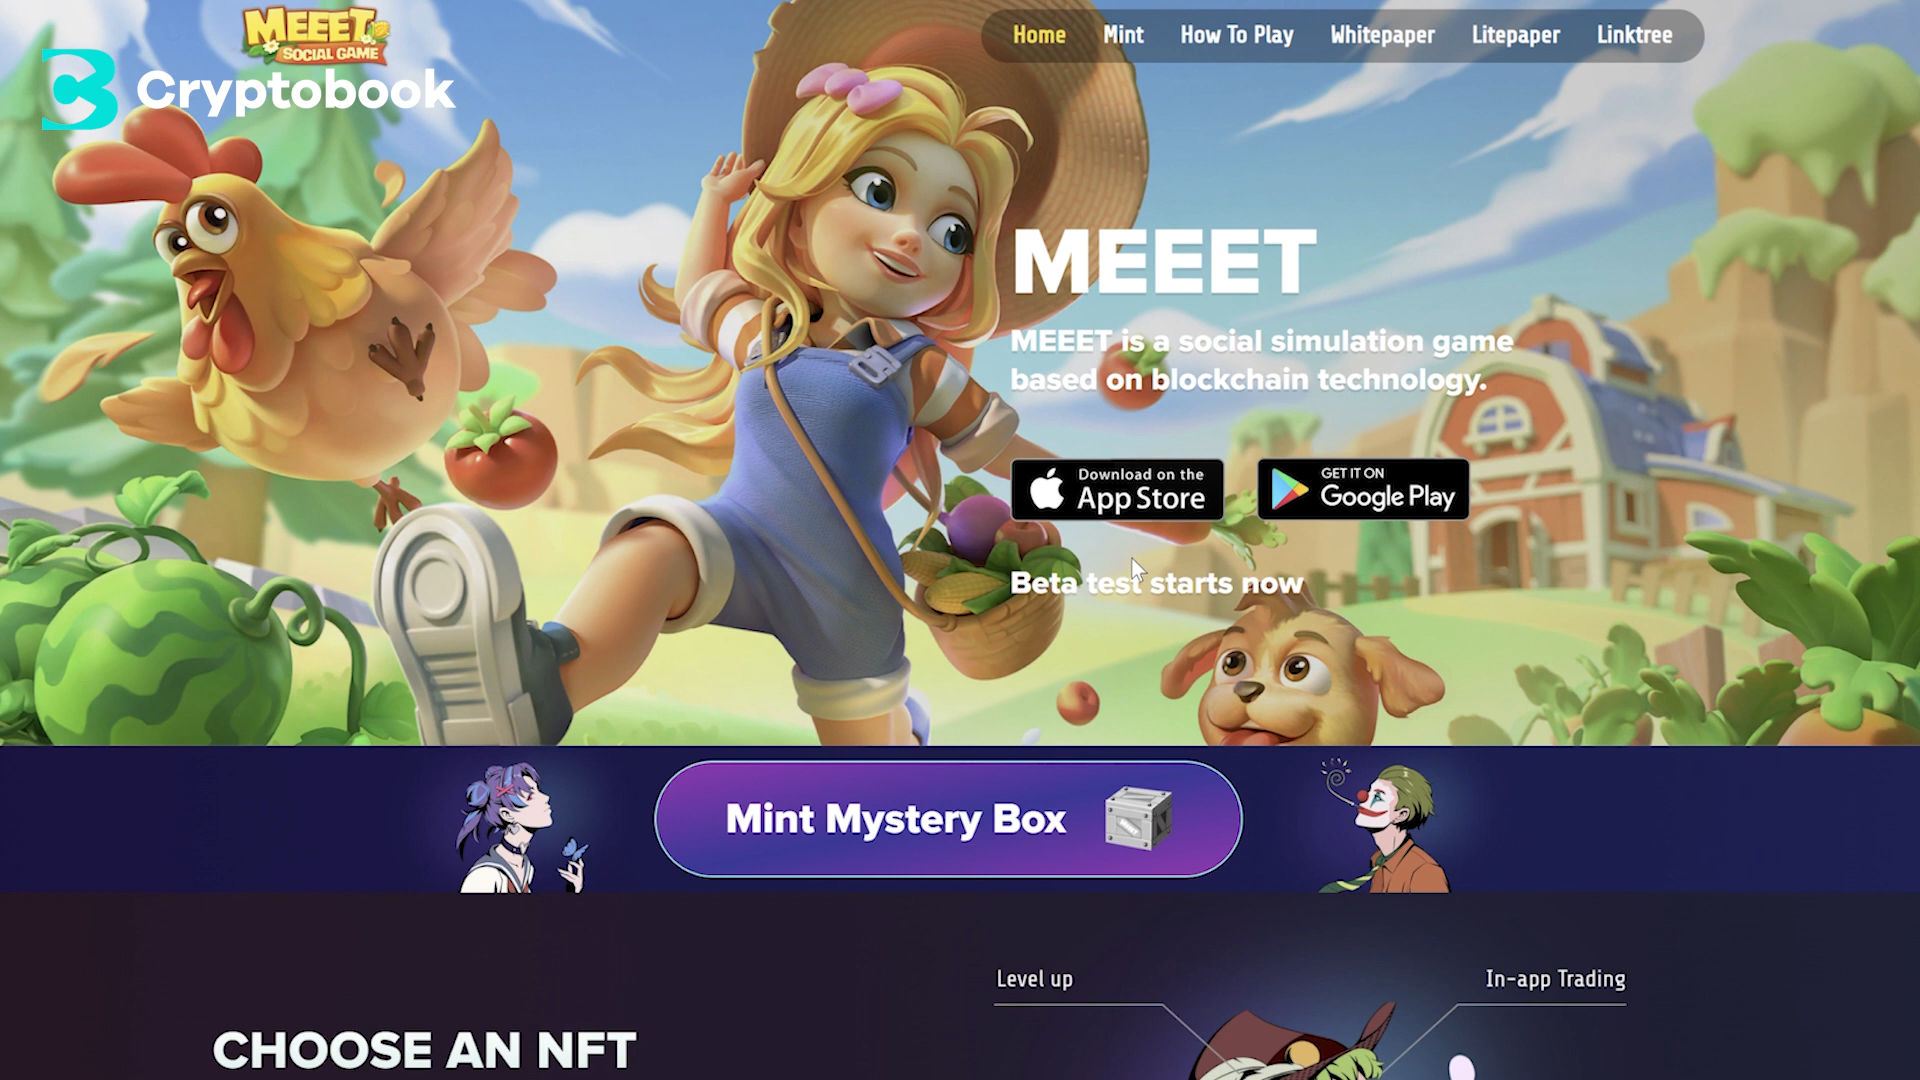 MEEET
SOCIAL GAME
Cryptobook
Home Mint How To Play Whitepaper Litepaper Linktree
MEEET
MEEET is a social simulation game
based on blockchain technology.
Download on the
App Store
GET IT ON
Google Play
Beta test starts now
Mint Mystery Box
Level up
In-app Trading
CHOOSE AN NFT